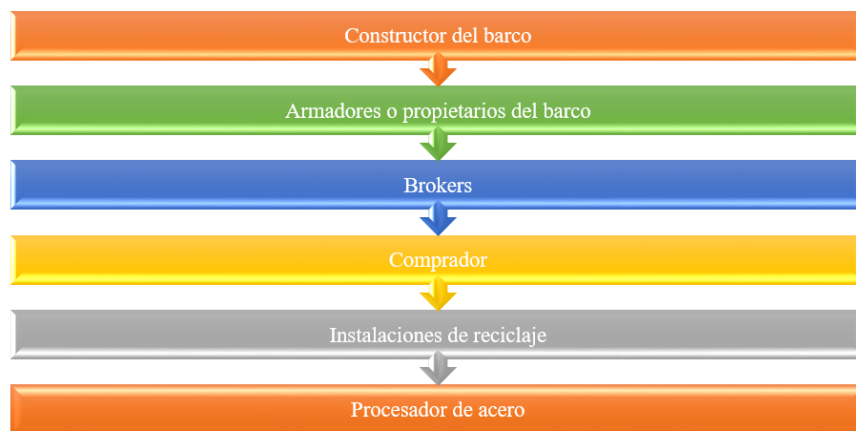 Constructor del barco
Armadores o propietarios del barco
Brokers
Comprador
Instalaciones de reciclaje
Procesador de acero